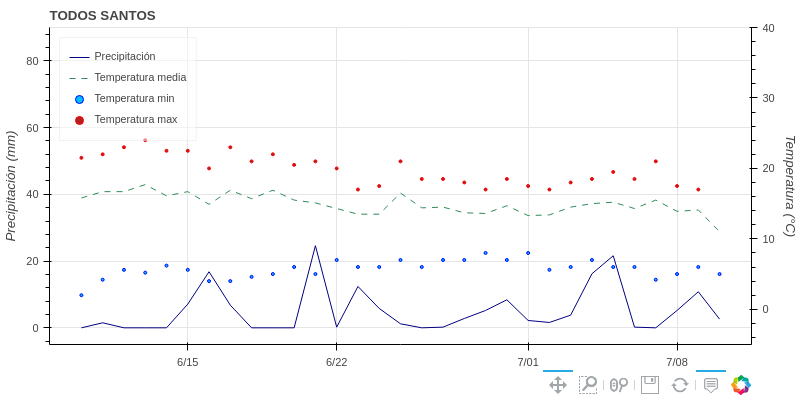 TODOS SANTOS
Precipitación
Temperatura media
Temperatura min
Temperatura max
Precipitación (mm)
80
60
40
20
0
Temperatura (°C)
40
30
20
10
0
6/15
6/22
7/01
7/08